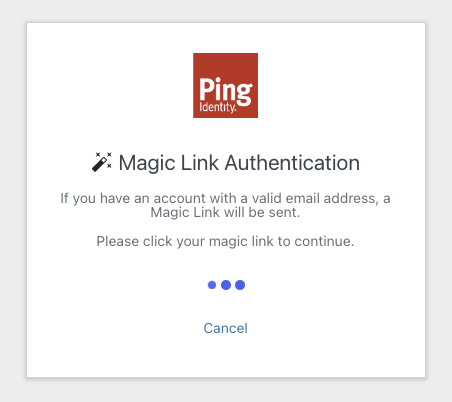 Ping
Identity.
Magic Link Authentication
If you have an account with a valid email address, a
Magic Link will be sent.
Please click your magic link to continue.
Cancel